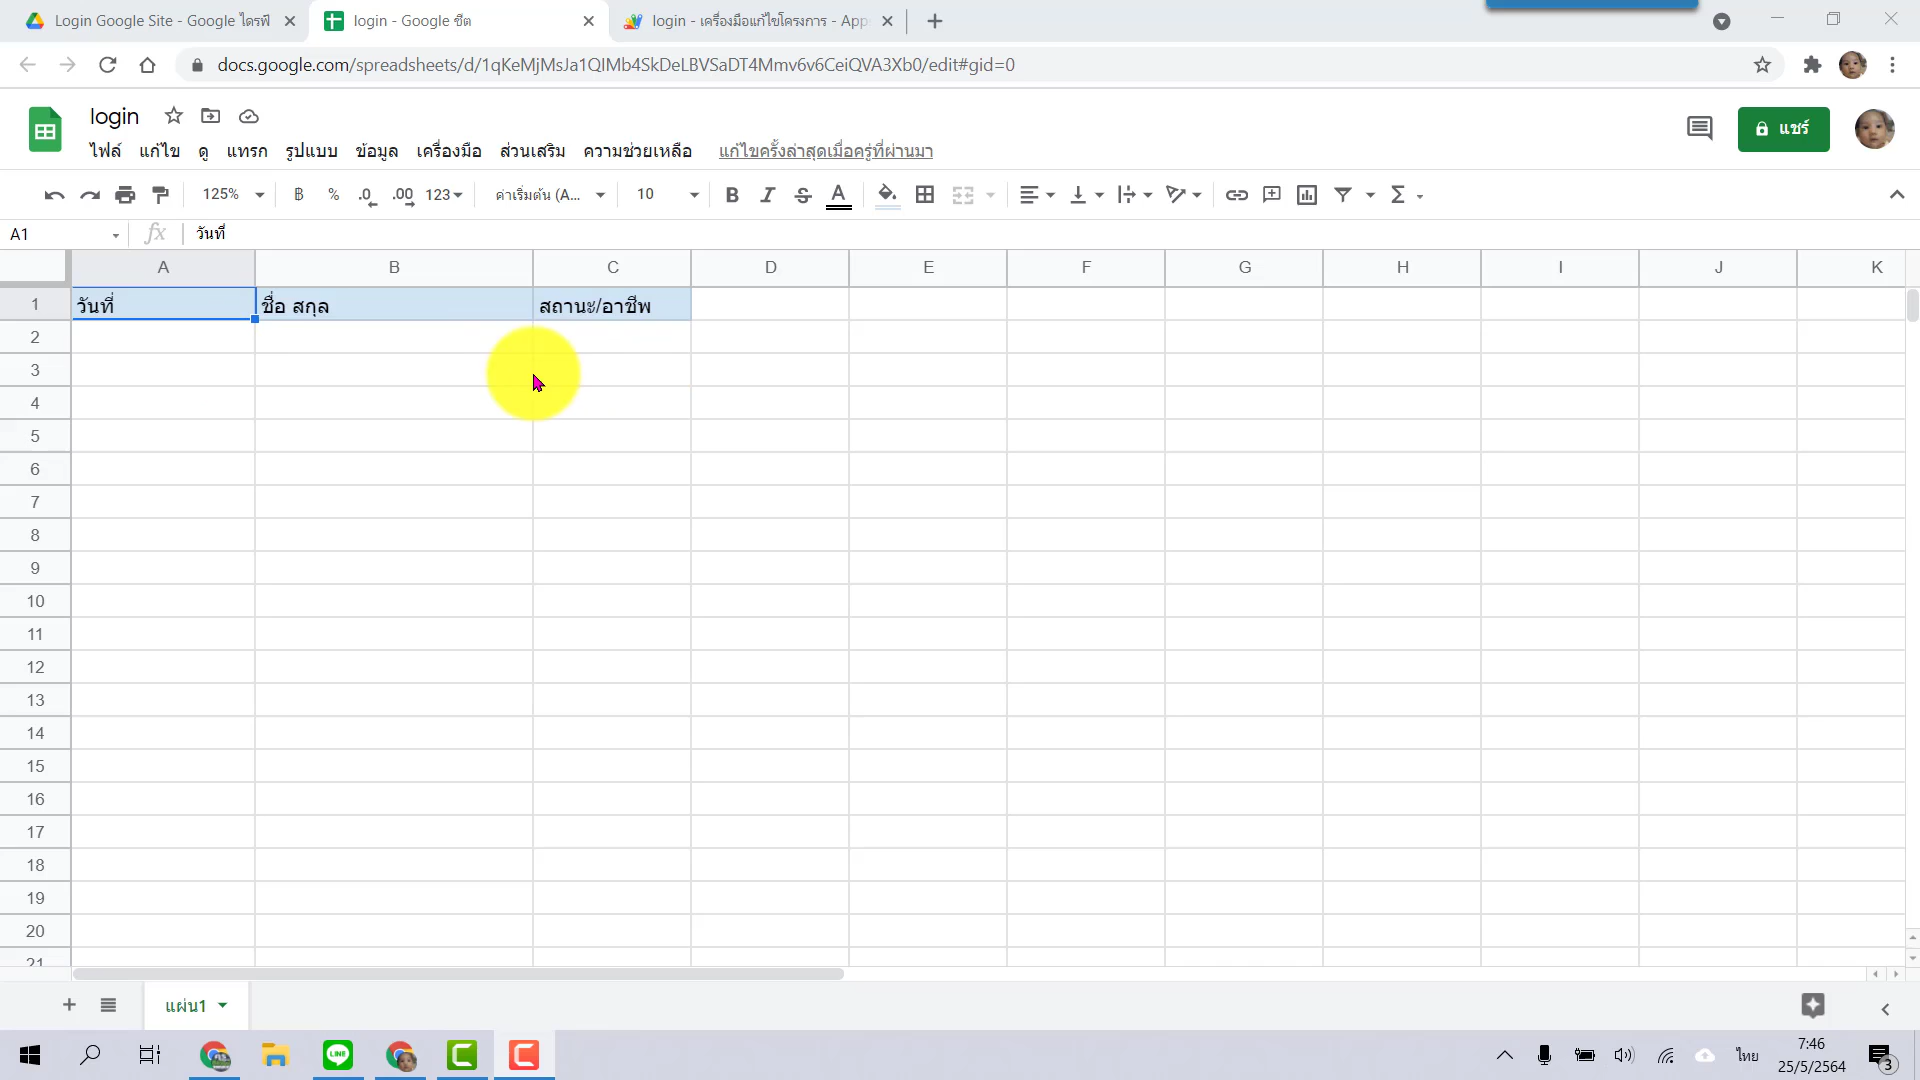 Login Google Site - Google ไดรฟ์
login - Google ชีต
login - เครื่องมือแก้ไขโครงการ - App
docs.google.com/spreadsheets/d/1qKeMjMsJa1QIMb4SkDeLBVSaDT4Mmv6v6CeiQVA3Xb0/edit#gid=0
login
แชร์
ไฟล์ แก้ไข ดู แทรก รูปแบบ ข้อมูล เครื่องมือ ส่วนเสริม ความช่วยเหลือ แก้ไขครั้งล่าสุดเมื่อครู่ที่ผ่านมา
125% ฿ % .0 .00 123 ค่าเริ่มต้น (A... 10 B I S A Σ
A1 fx วันที่
A B C D E F G H I J K
1 วันที่ ชื่อ สกุล สถานะ/อาชีพ
2
3
4
5
6
7
8
9
10
11
12
13
14
15
16
17
18
19
20
21
แผ่น1
LINE
ไทย
7:46
25/5/2564
3